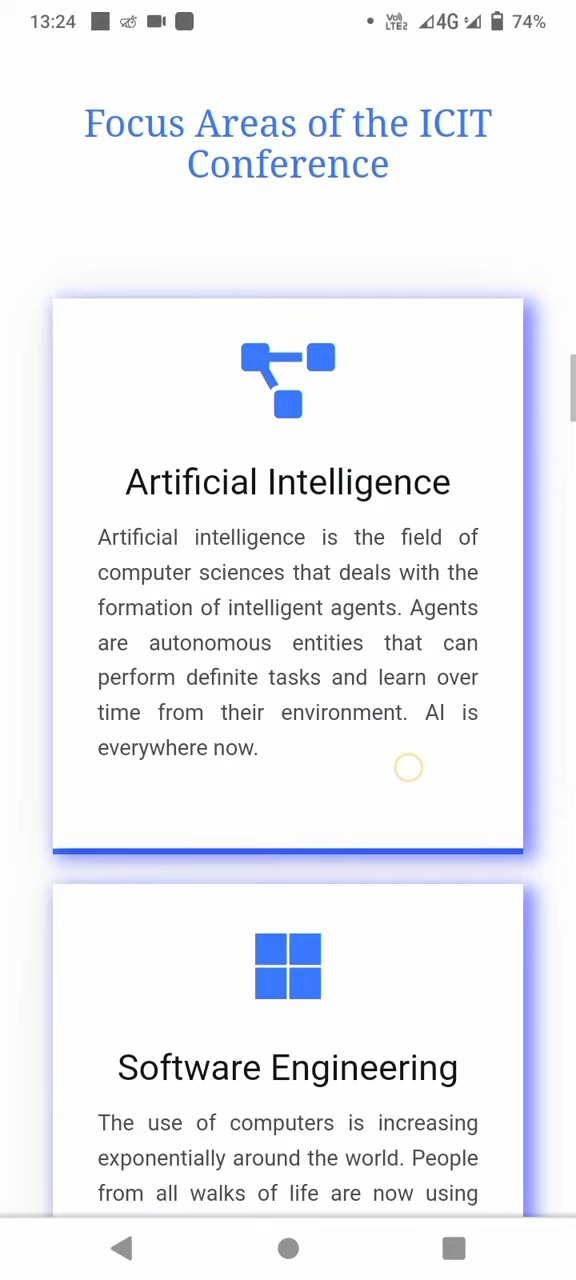 13:24
Vo))
LTE2
4G
74%
Focus Areas of the ICIT
Conference
Artificial Intelligence
Artificial intelligence is the field of
computer sciences that deals with the
formation of intelligent agents. Agents
are autonomous entities that can
perform definite tasks and learn over
time from their environment. AI is
everywhere now.
Software Engineering
The use of computers is increasing
exponentially around the world. People
from all walks of life are now using